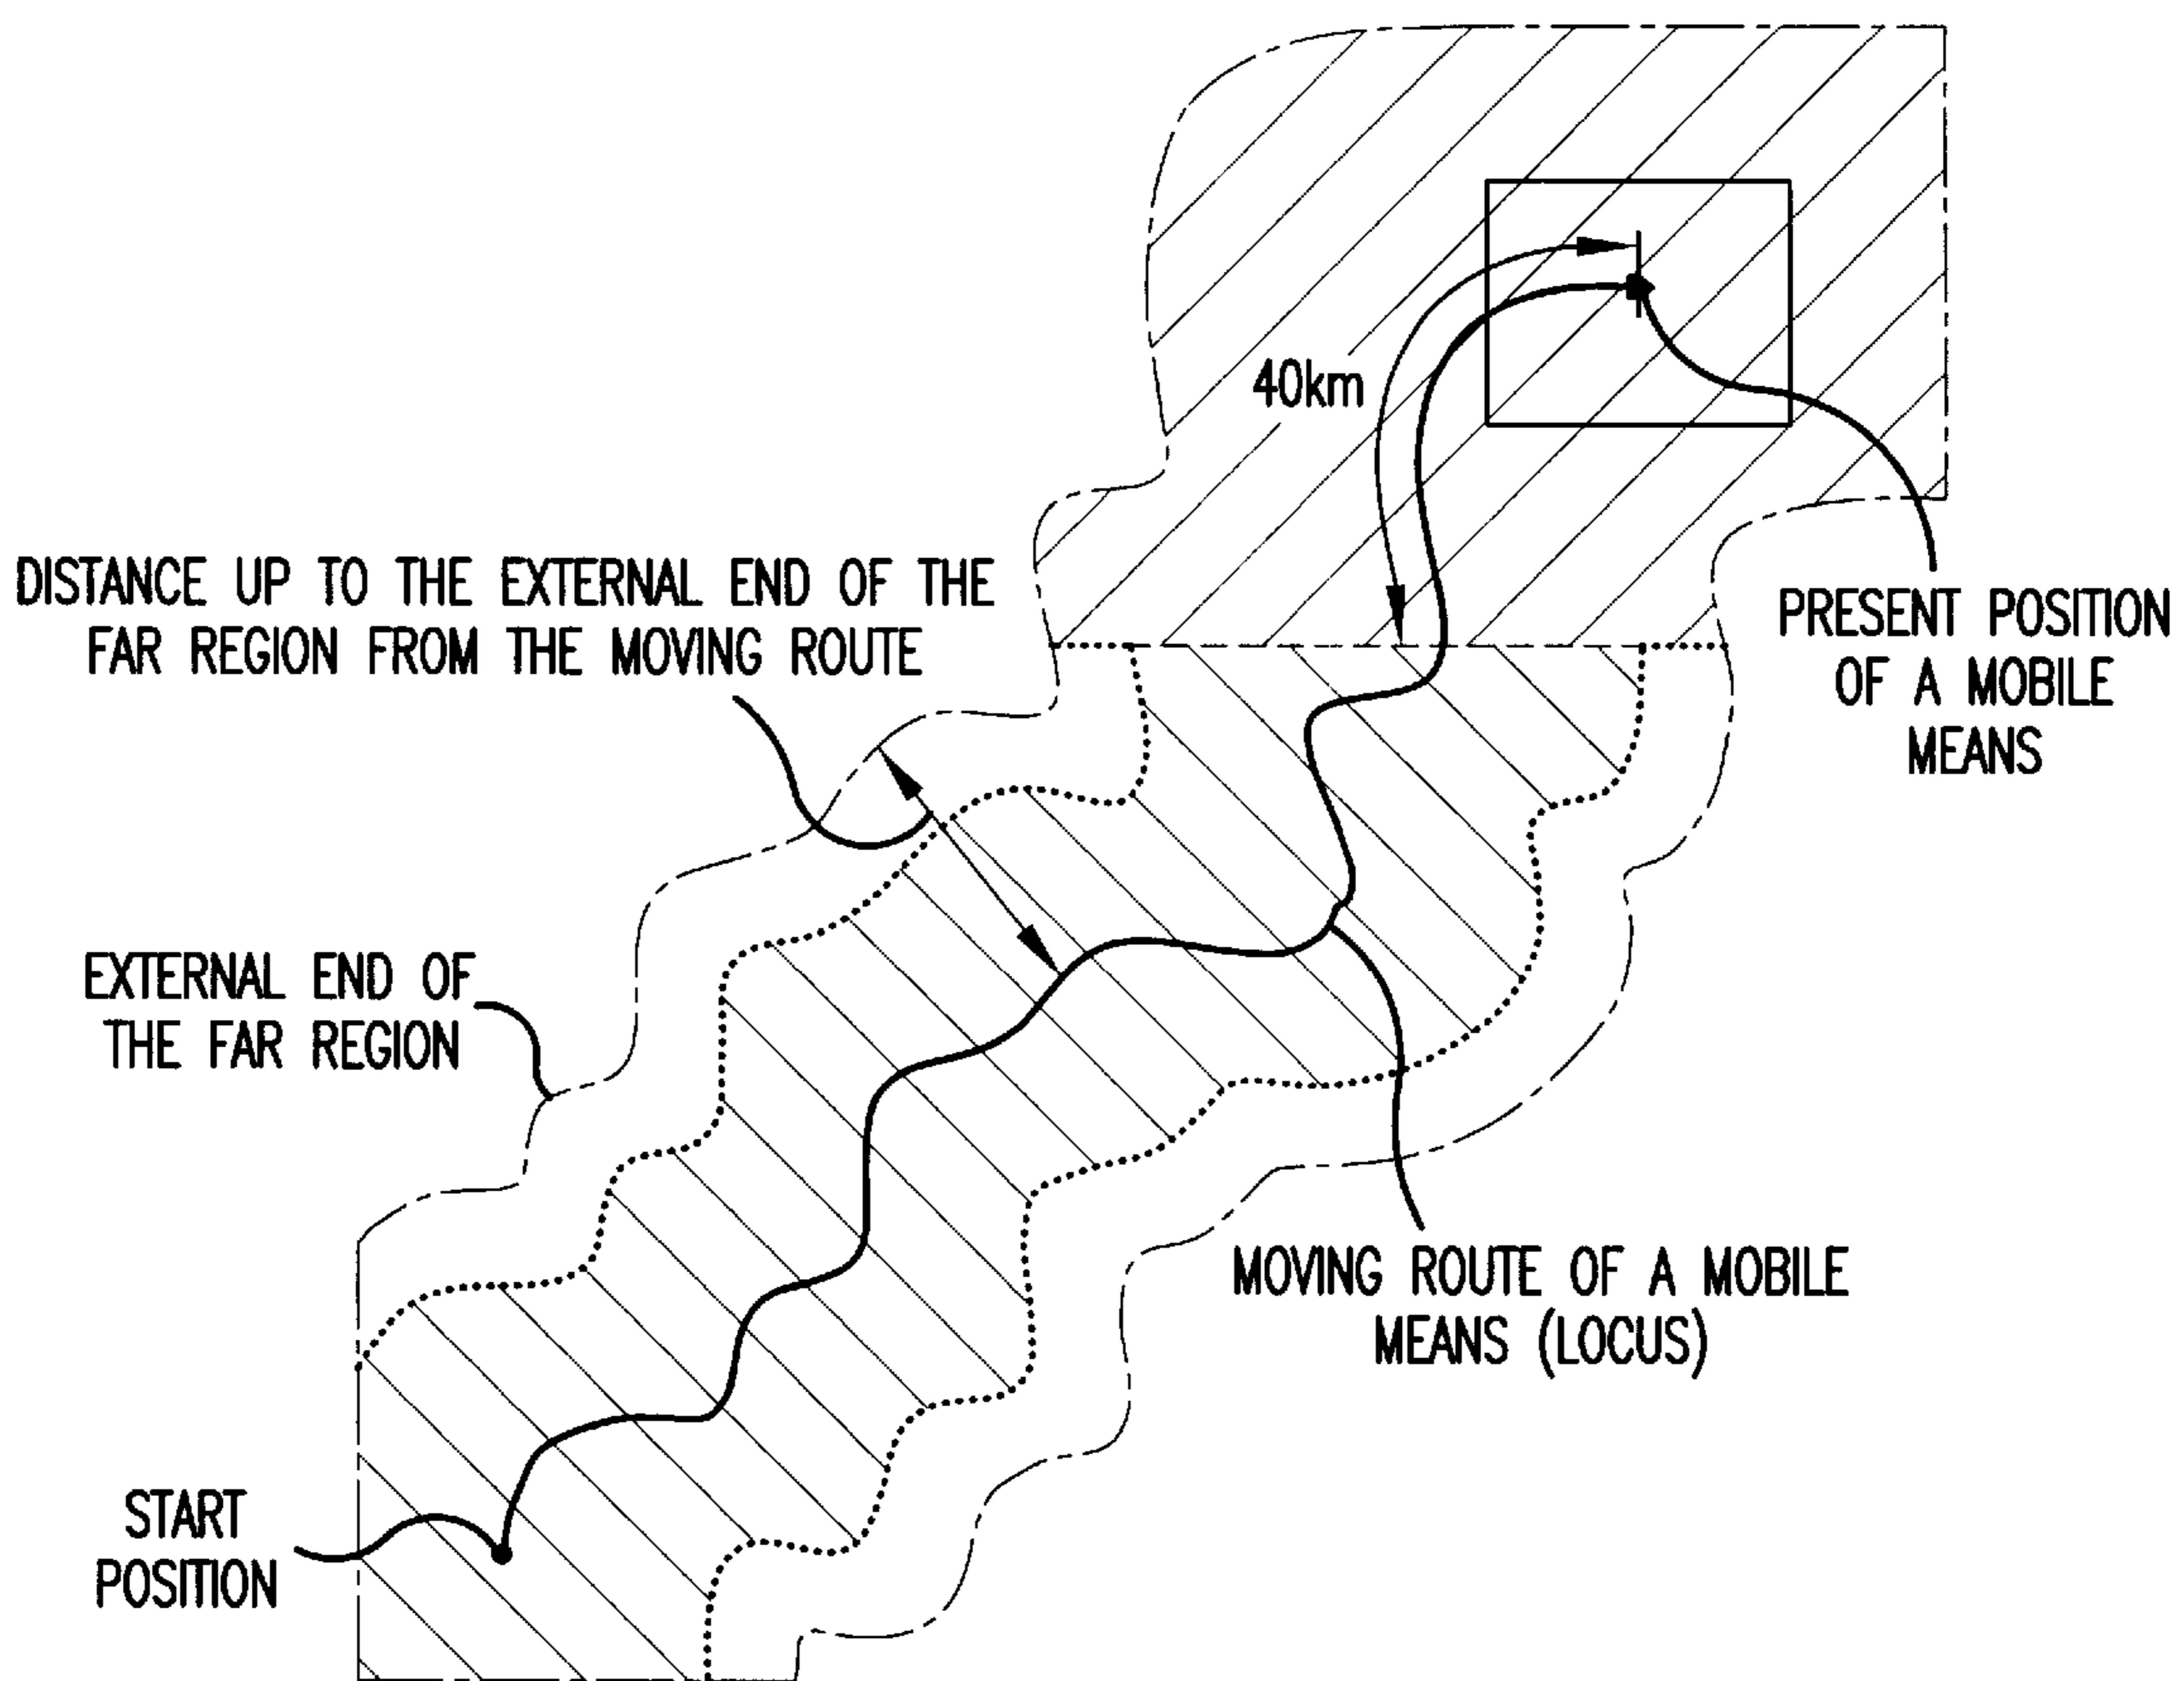 40km
DISTANCE UP TO THE EXTERNAL END OF THE
FAR REGION FROM THE MOVING ROUTE
PRESENT POSITION
OF A MOBILE
MEANS
EXTERNAL END OF
THE FAR REGION
MOVING ROUTE OF A MOBILE
MEANS (LOCUS)
START
POSITION